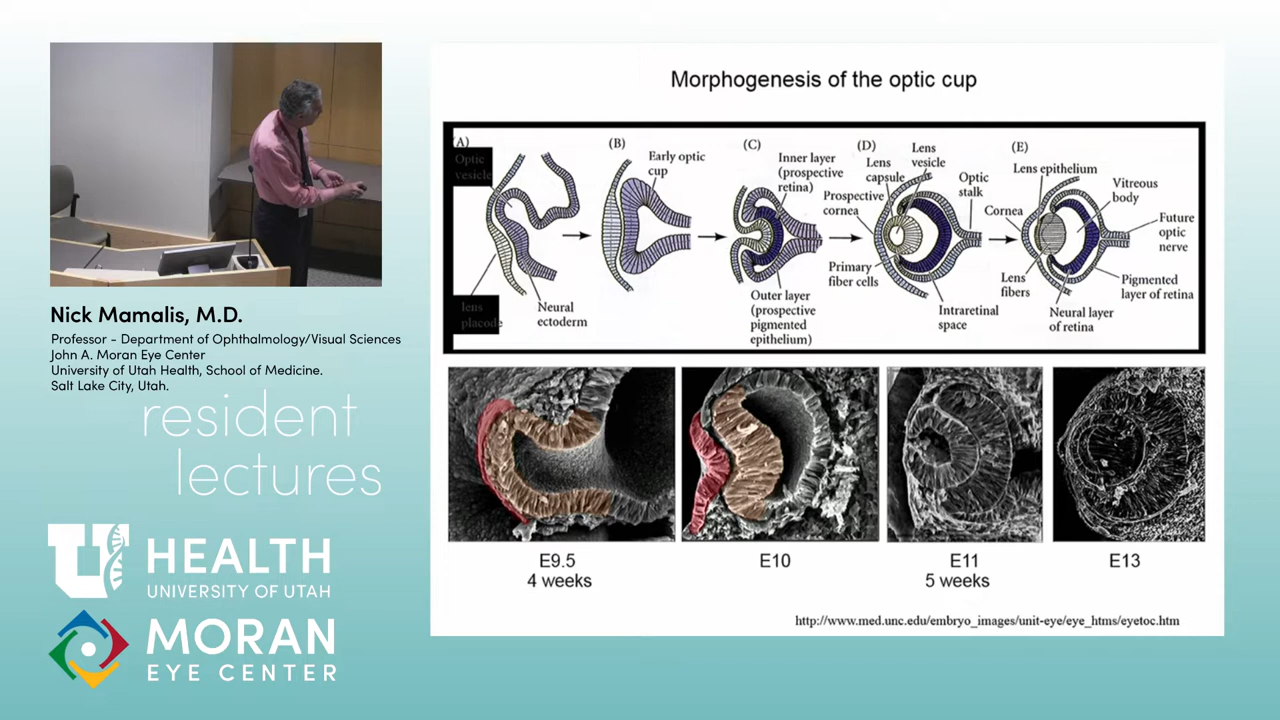 Morphogenesis of the optic cup
(A)
Optic
vesicle
lens
placode
Neural
ectoderm
(B)
Early optic
cup
(C)
Inner layer
(prospective
retina)
Outer layer
(prospective
pigmented
epithelium)
(D)
Lens
capsule
Lens
vesicle
Optic
stalk
Prospective
cornea
Primary
fiber cells
Intraretinal
space
(E)
Lens epithelium
Vitreous
body
Cornea
Future
optic
nerve
Lens
fibers
Pigmented
layer of retina
Neural layer
of retina
E9.5
4 weeks
E10
E11
5 weeks
E13
http://www.med.unc.edu/embryo_images/unit-eye/eye_htms/eyetoc.htm
Nick Mamalis, M.D.
Professor - Department of Ophthalmology/Visual Sciences
John A. Moran Eye Center
University of Utah Health, School of Medicine.
Salt Lake City, Utah.
resident
lectures
U HEALTH
UNIVERSITY OF UTAH
MORAN
EYE CENTER